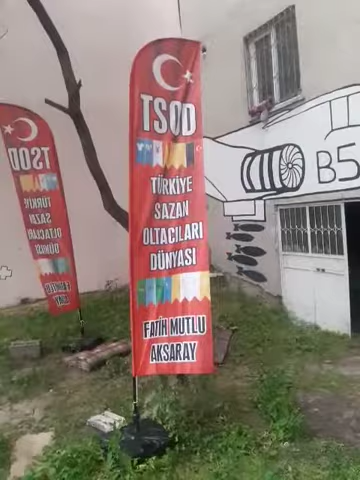 TSOD
TÜRKİYE
SAZAN
OLTACILARI
DÜNYASI
FATİH MUTLU
AKSARAY
TSOD
TÜRKİYE
SAZAN
OLTACILARI
DÜNYASI
B5